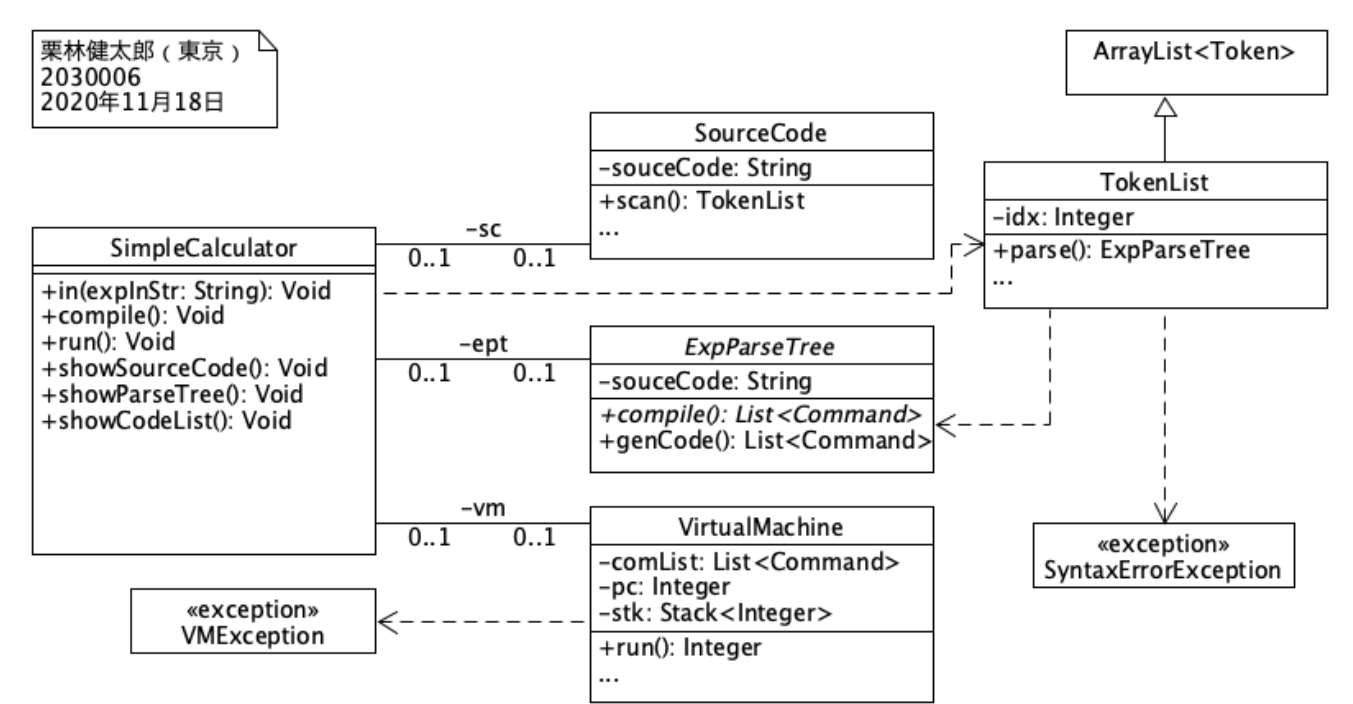 栗林健太郎（東京）
2030006
2020年11月18日
ArrayList<Token>
SourceCode
-souceCode: String
+scan(): TokenList
...
TokenList
-idx: Integer
+parse(): ExpParseTree
...
SimpleCalculator
+in(expInStr: String): Void
+compile(): Void
+run(): Void
+showSourceCode(): Void
+showParseTree(): Void
+showCodeList(): Void
-sc
0..1 0..1
-ept
0..1 0..1
ExpParseTree
-souceCode: String
+compile(): List<Command>
+genCode(): List<Command>
-vm
0..1 0..1
VirtualMachine
-comList: List<Command>
-pc: Integer
-stk: Stack<Integer>
+run(): Integer
...
«exception»
SyntaxErrorException
«exception»
VMException